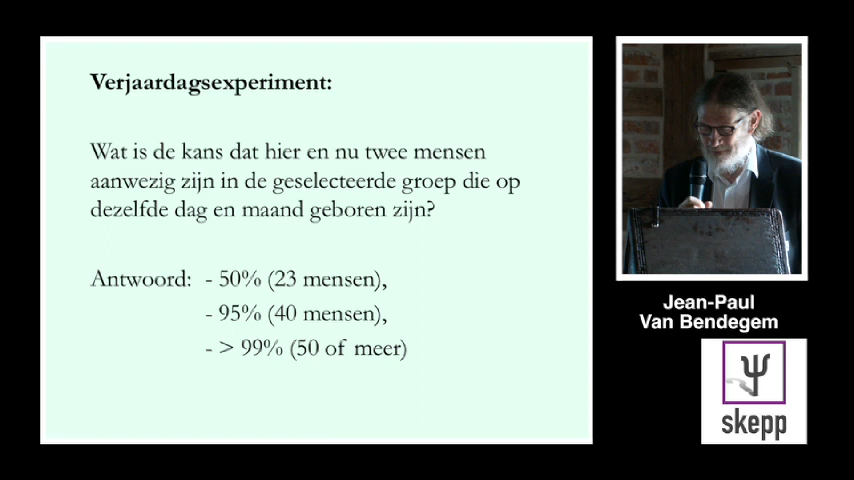 Verjaardagsexperiment:
Wat is de kans dat hier en nu twee mensen
aanwezig zijn in de geselecteerde groep die op
dezelfde dag en maand geboren zijn?
Antwoord: - 50% (23 mensen),
- 95% (40 mensen),
- > 99% (50 of meer)
Jean-Paul
Van Bendegem
skepp